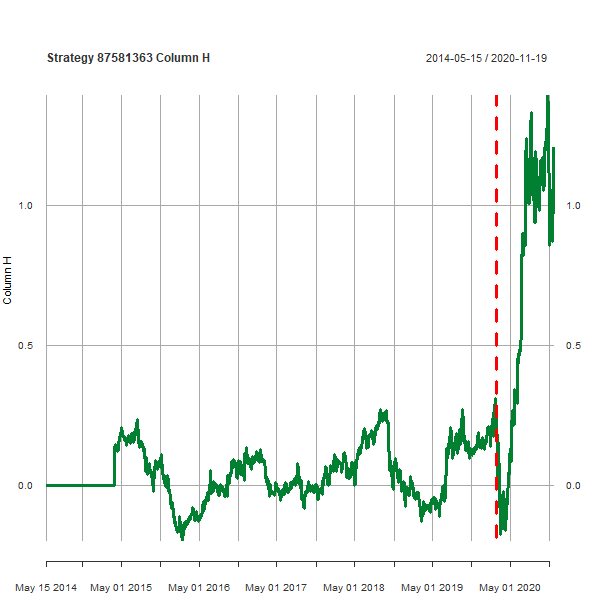 Strategy 87581363 Column H
2014-05-15 / 2020-11-19
Column H
1.0
1.0
0.5
0.5
0.0
0.0
May 15 2014
May 01 2015
May 01 2016
May 01 2017
May 01 2018
May 01 2019
May 01 2020